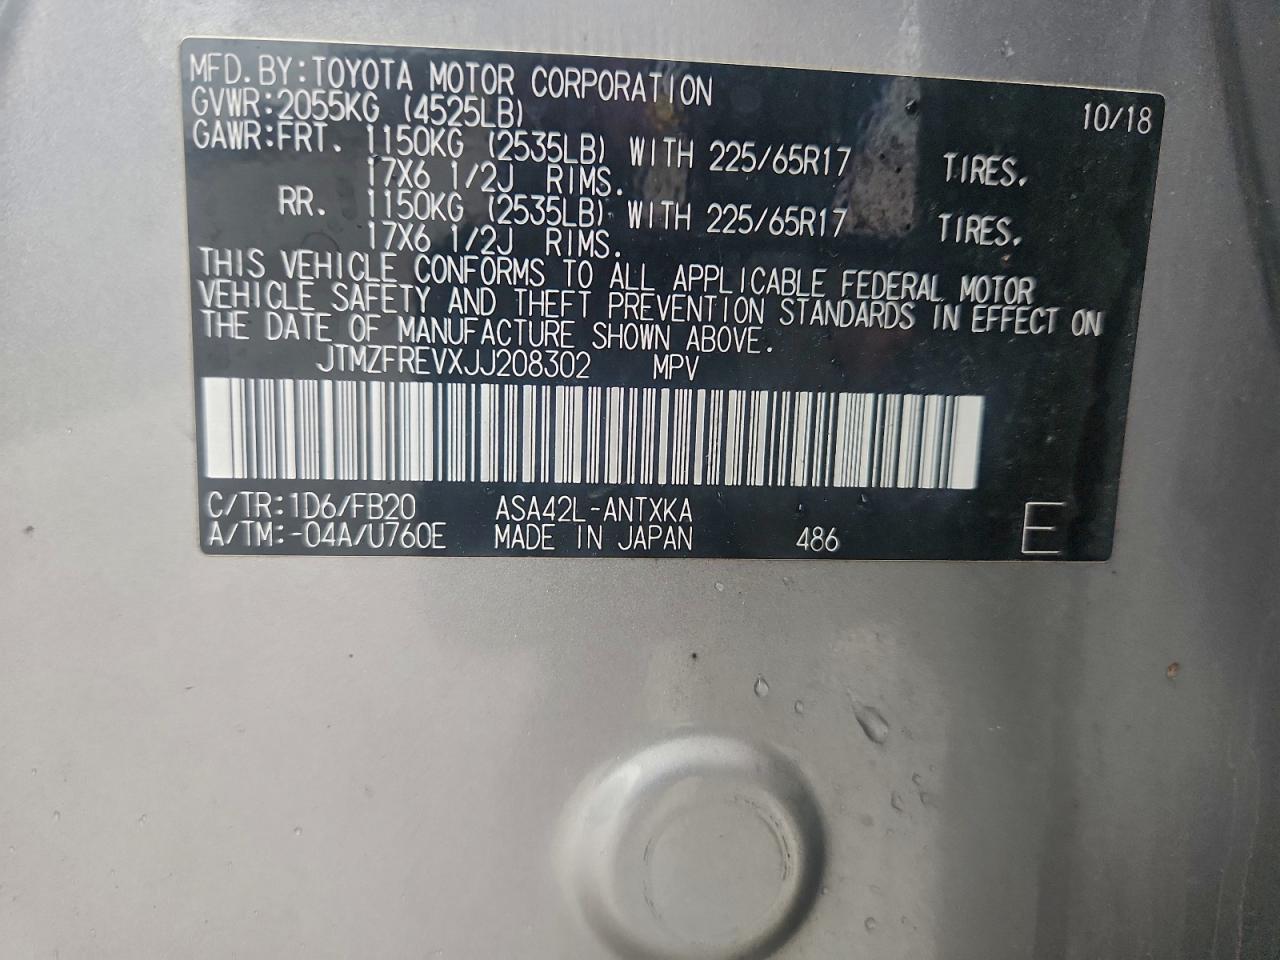 MFD.BY:TOYOTA MOTOR CORPORATION 10/18
GVWR:2055KG (4525LB)
GAWR:FRT. 1150KG (2535LB) WITH 225/65R17 TIRES.
17X6 1/2J RIMS.
RR. 1150KG (2535LB) WITH 225/65R17 TIRES.
17X6 1/2J RIMS.
THIS VEHICLE CONFORMS TO ALL APPLICABLE FEDERAL MOTOR
VEHICLE SAFETY AND THEFT PREVENTION STANDARDS IN EFFECT ON
THE DATE OF MANUFACTURE SHOWN ABOVE.
JTMZFREVXJJ208302 MPV
C/TR:1D6/FB20 ASA42L-ANTXKA
A/TM:-04A/U760E MADE IN JAPAN 486 E